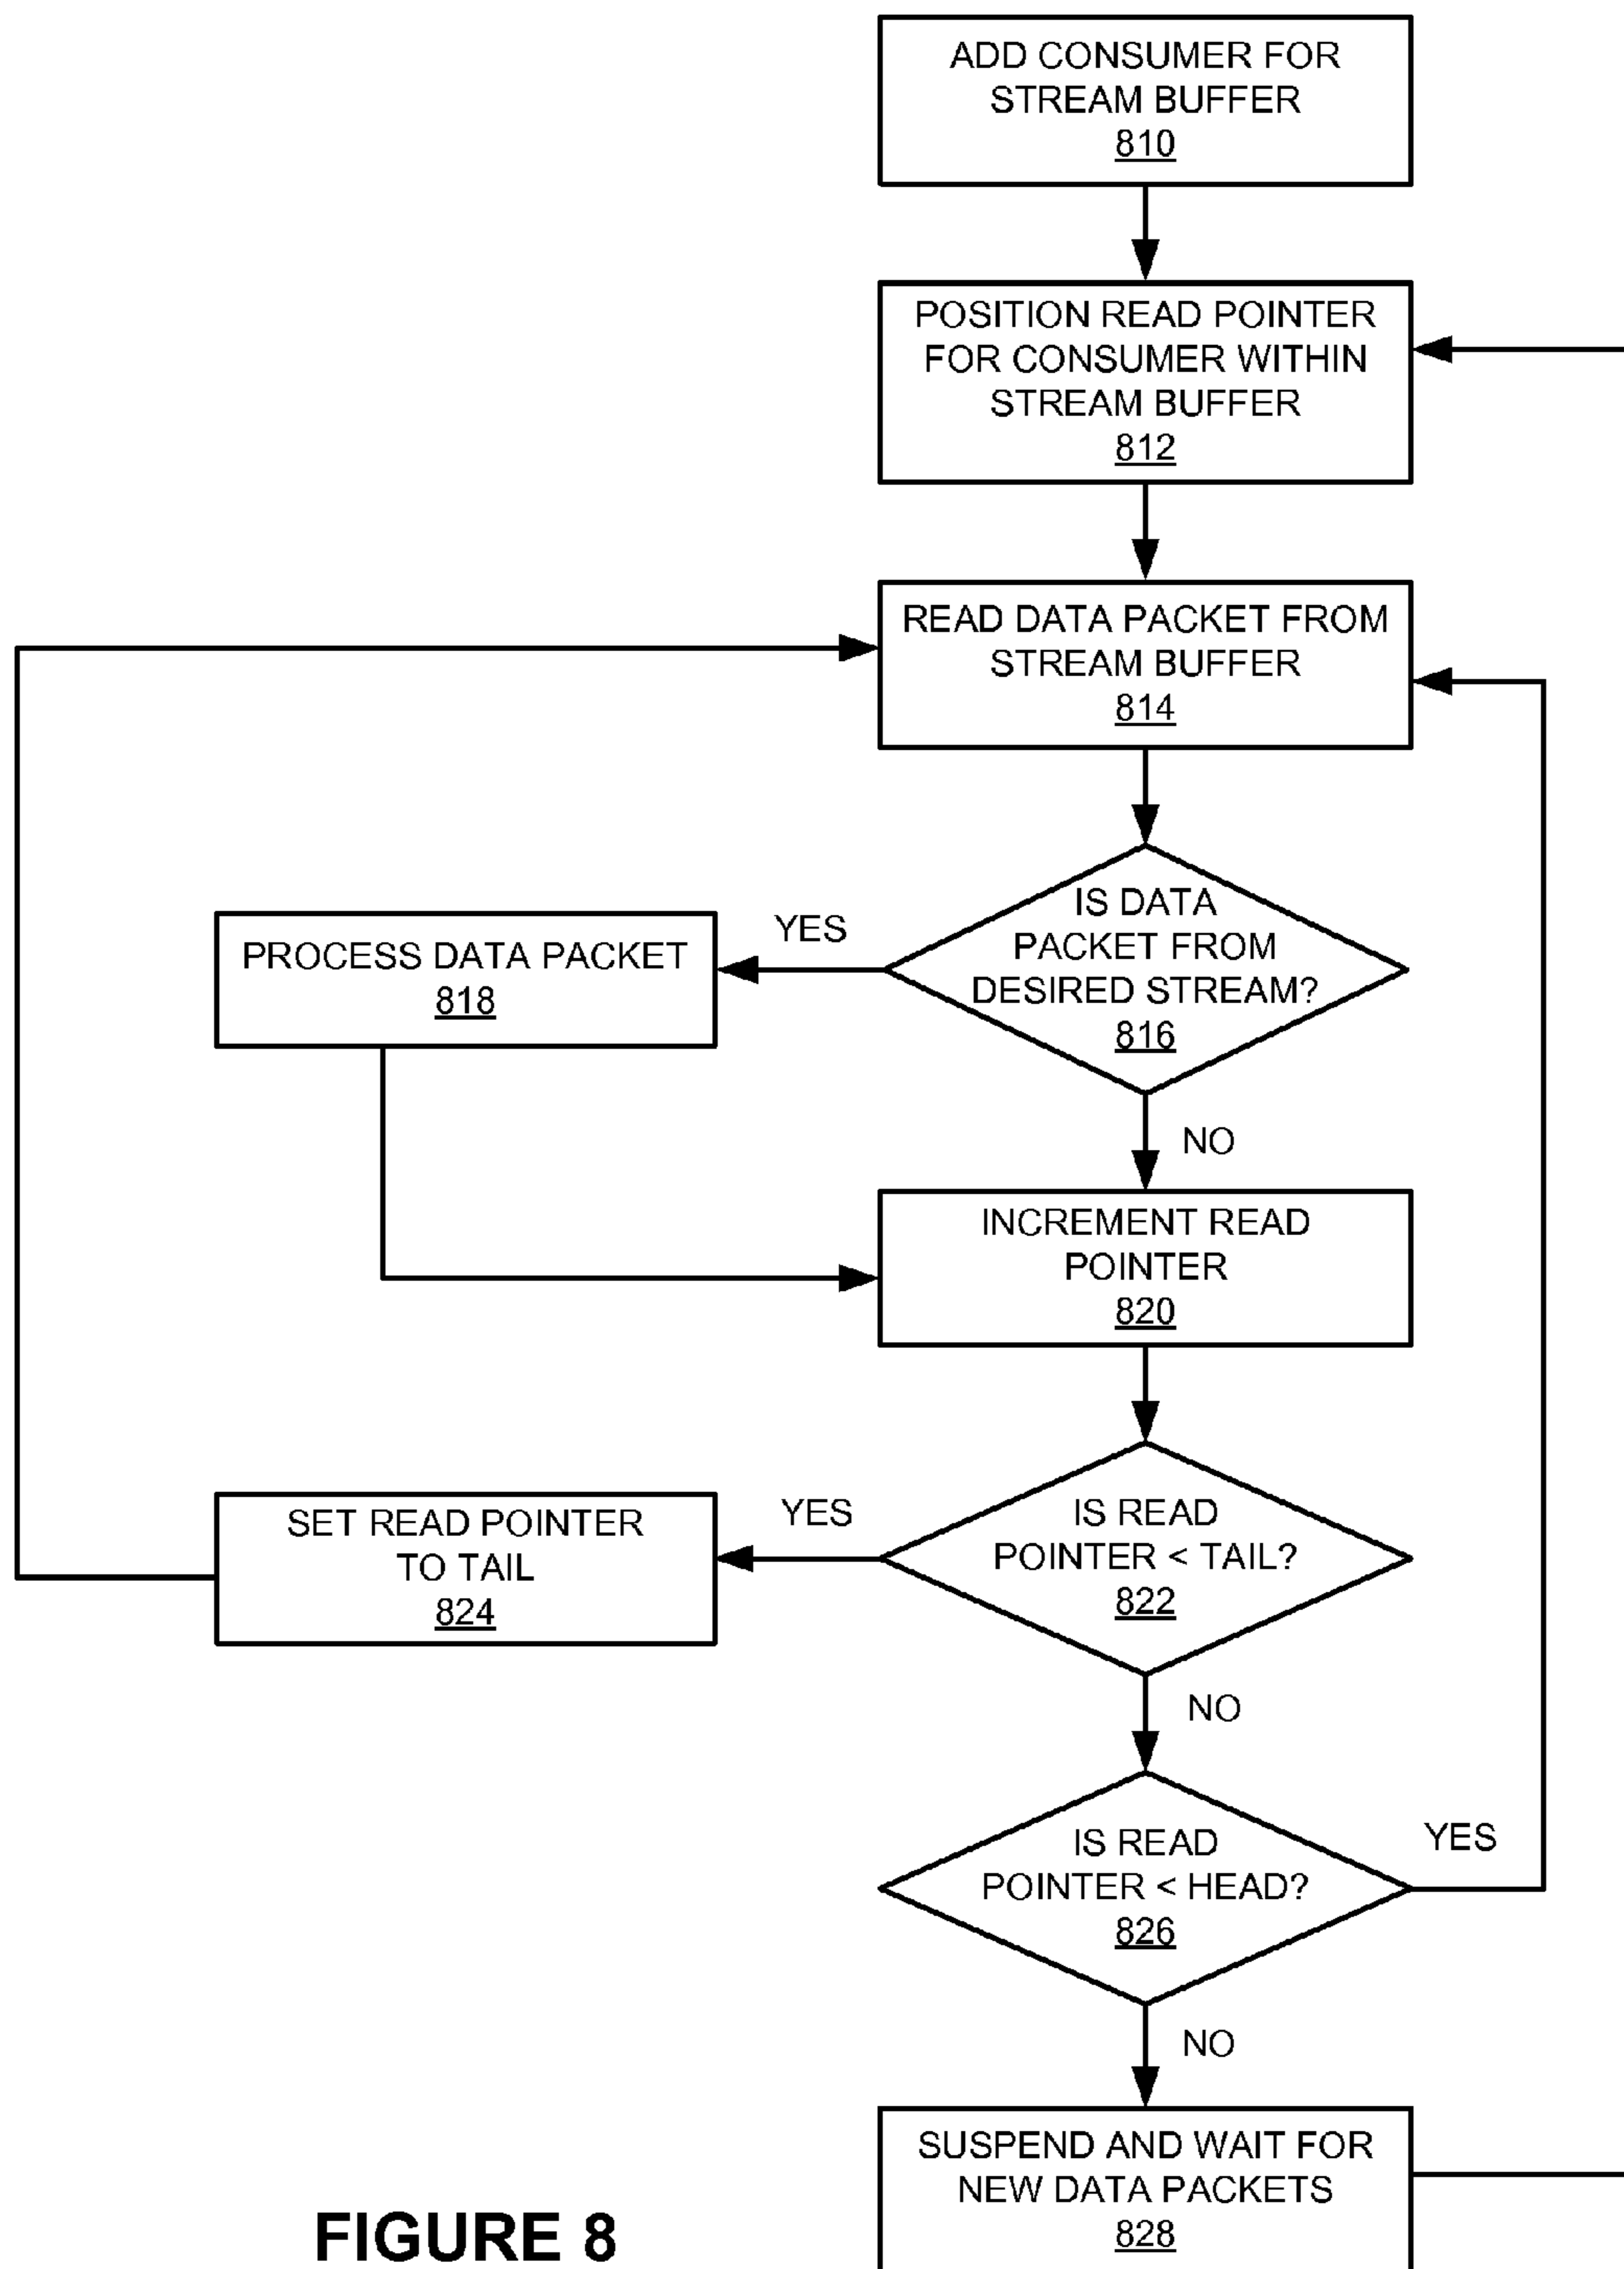 ADD CONSUMER FOR
STREAM BUFFER
810
POSITION READ POINTER
FOR CONSUMER WITHIN
STREAM BUFFER
812
READ DATA PACKET FROM
STREAM BUFFER
814
IS DATA
PACKET FROM
DESIRED STREAM?
816
YES
PROCESS DATA PACKET
818
NO
INCREMENT READ
POINTER
820
IS READ
POINTER < TAIL?
822
YES
SET READ POINTER
TO TAIL
824
NO
IS READ
POINTER < HEAD?
826
YES
NO
SUSPEND AND WAIT FOR
NEW DATA PACKETS
828
FIGURE 8